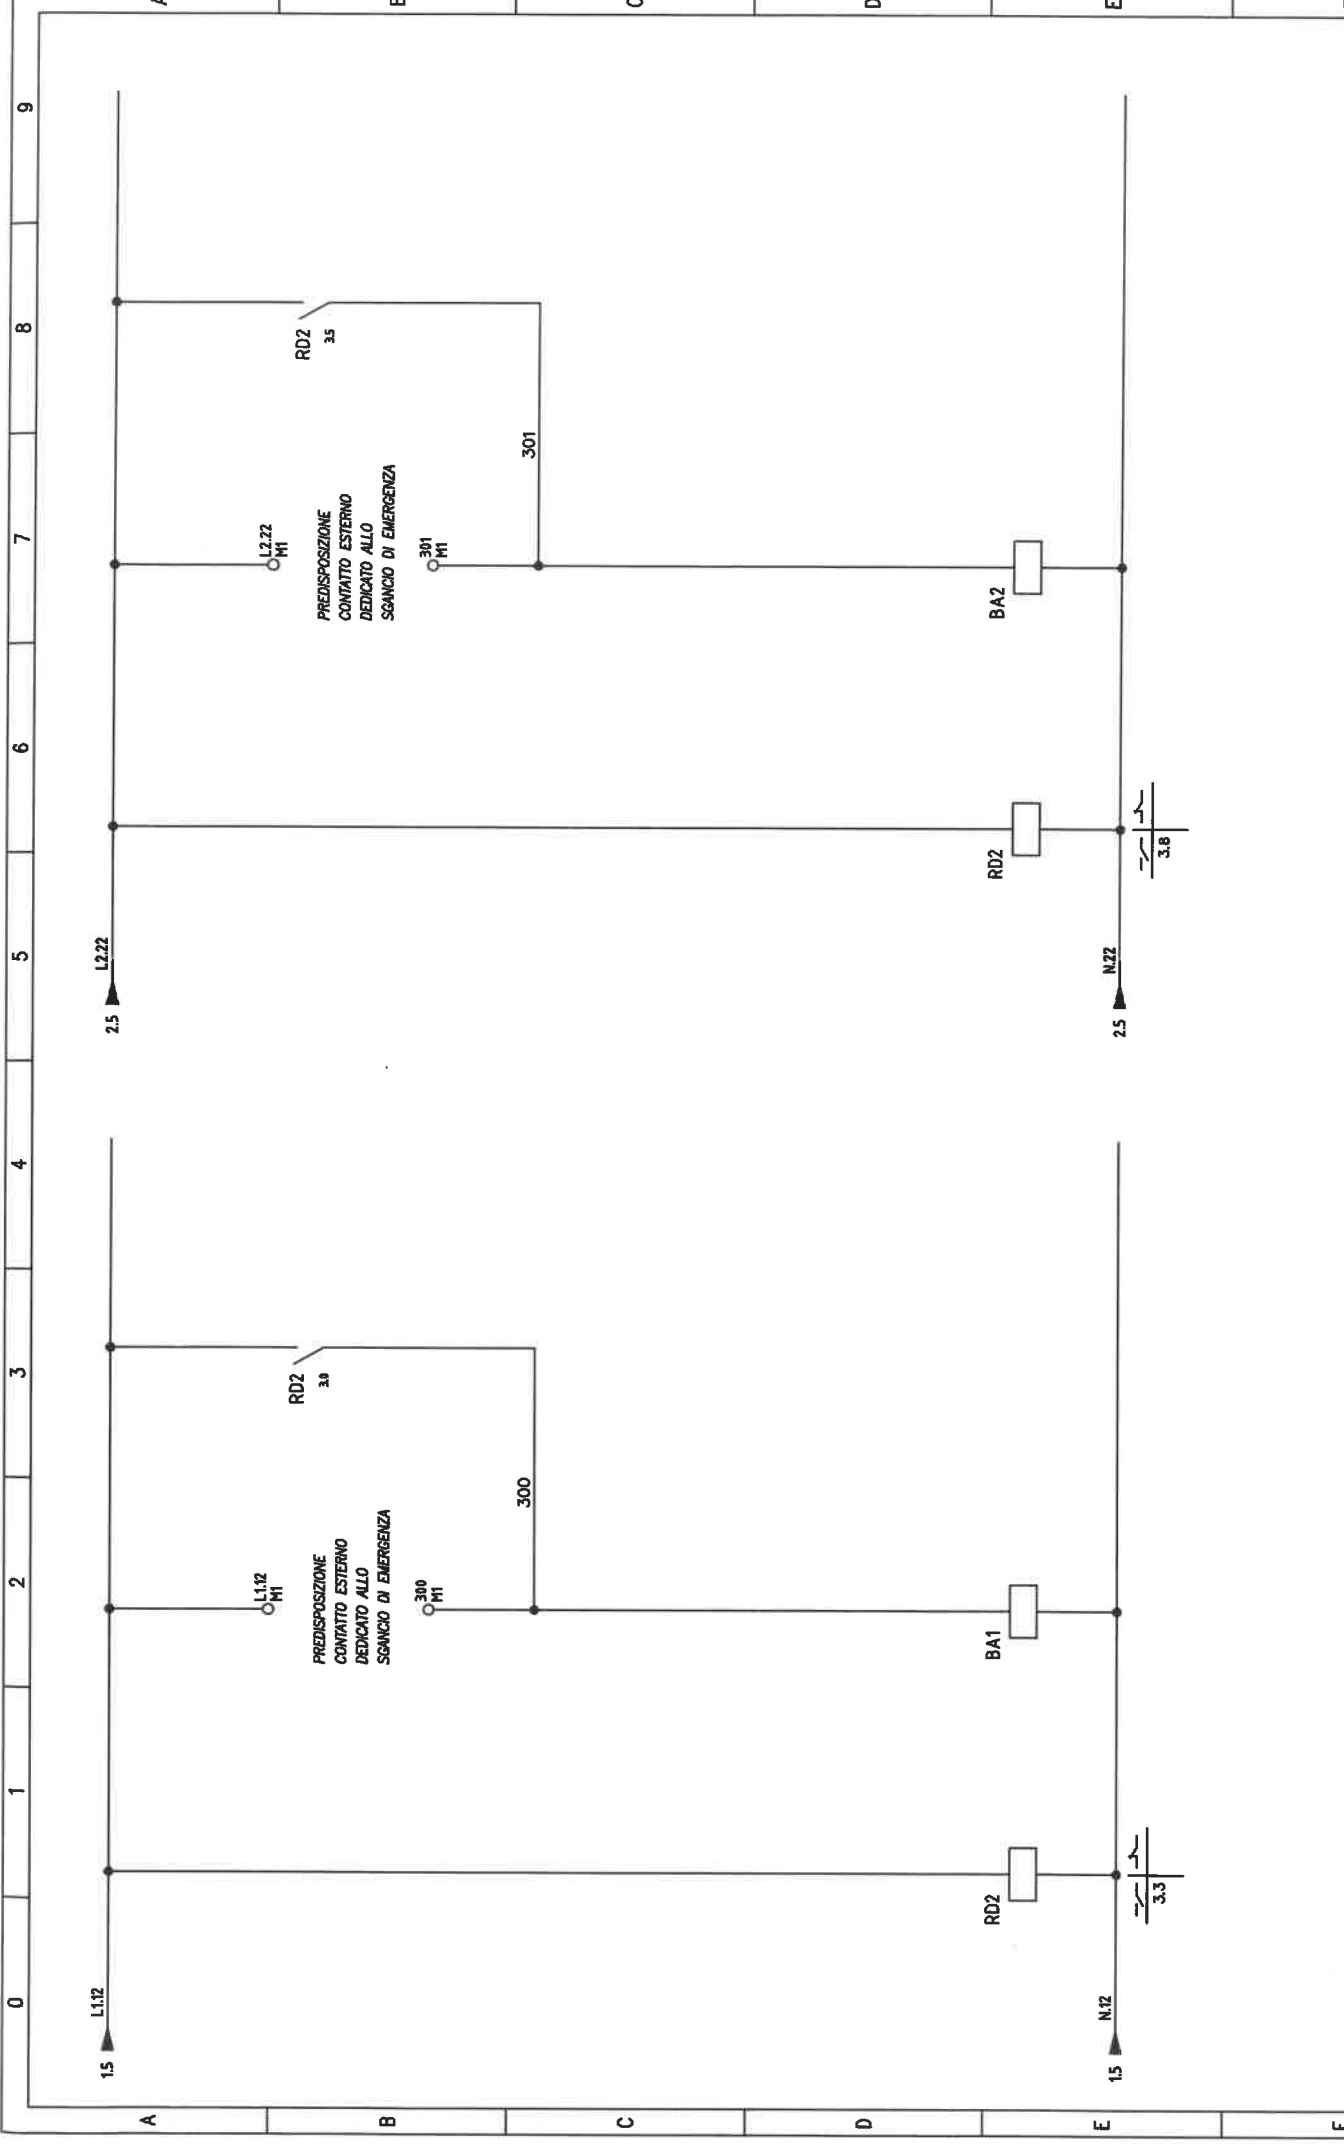 0 1 2 3 4 5 6 7 8 9
A
B
C
D
E
L1.12
1.5
L1.12
M1
PREDISPOSIZIONE
CONTATTO ESTERNO
DEDICATO ALLO
SGANCIO DI EMERGENZA
300
M1
300
RD2
3.0
RD2
BA1
N.12
1.5
3.3
L2.22
2.5
L2.22
M1
PREDISPOSIZIONE
CONTATTO ESTERNO
DEDICATO ALLO
SGANCIO DI EMERGENZA
301
M1
301
RD2
3.5
RD2
BA2
N.22
2.5
3.8
C
E